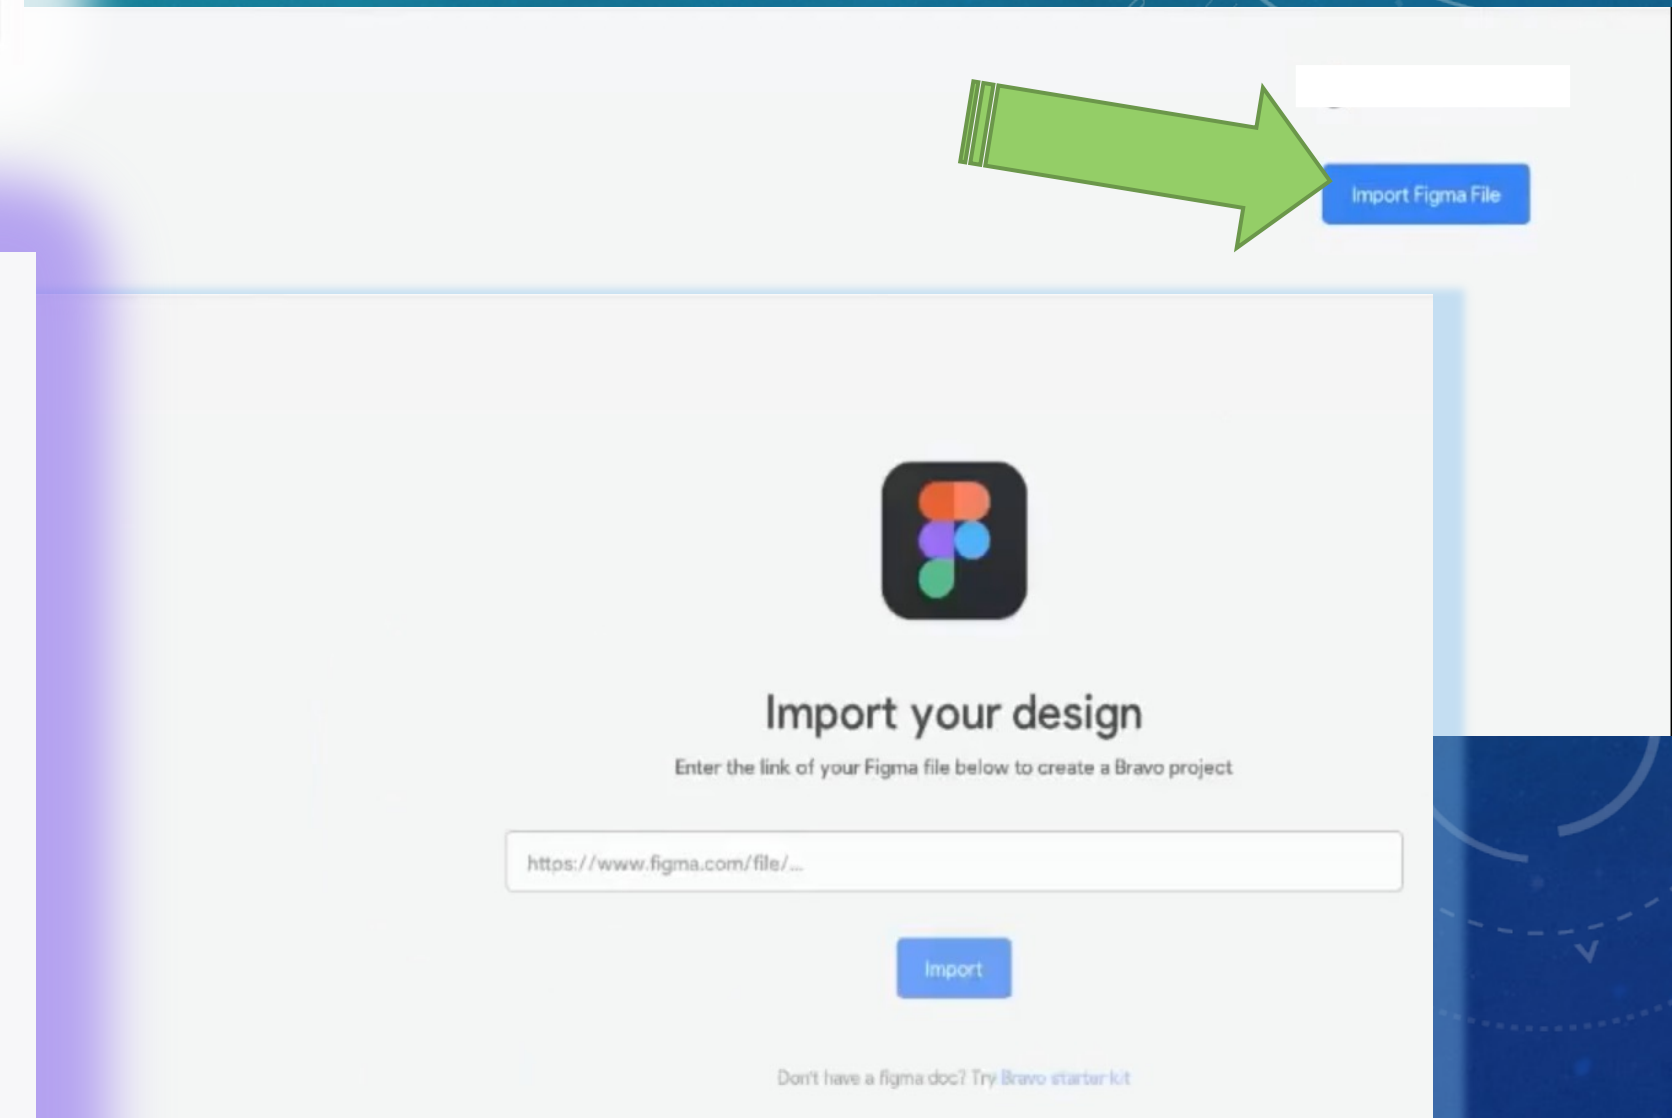 Import Figma File
Import your design
Enter the link of your Figma file below to create a Bravo project
https://www.figma.com/file/...
Import
Don't have a figma doc? Try Bravo starter kit